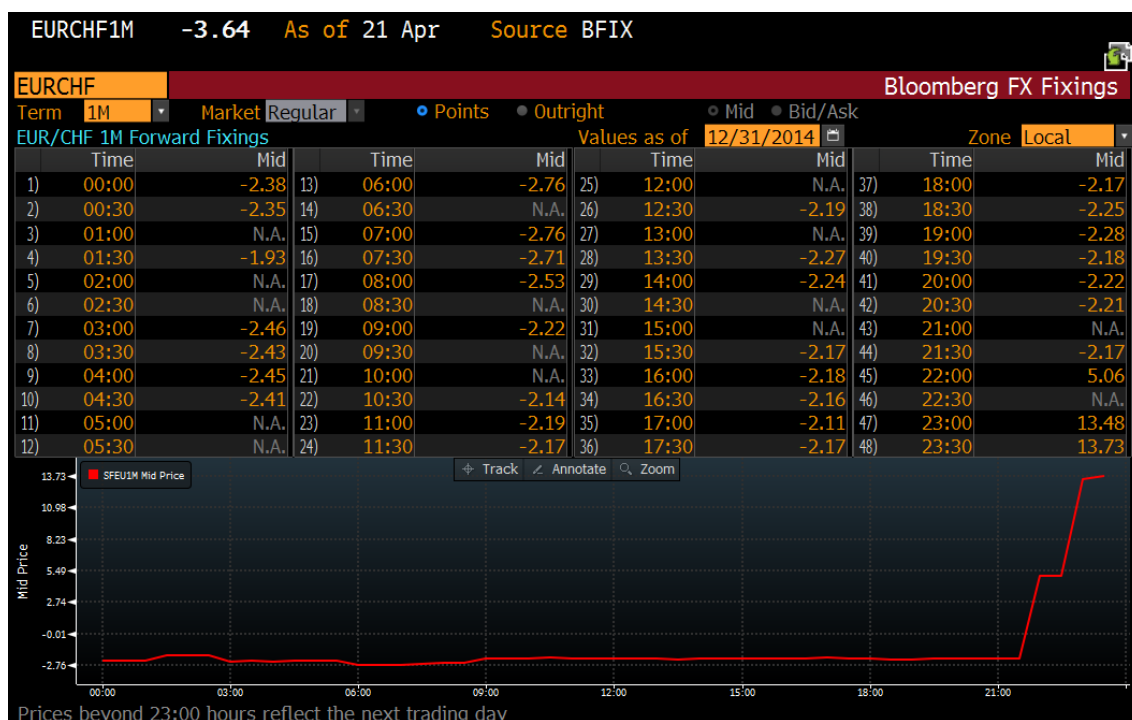 EURCHF1M -3.64 As of 21 Apr Source BFIX
EURCHF Bloomberg FX Fixings
Term 1M Market Regular Points Outright Mid Bid/Ask
EUR/CHF 1M Forward Fixings Values as of 12/31/2014 Zone Local
Time Mid Time Mid Time Mid Time Mid
1) 00:00 -2.38 13) 06:00 -2.76 25) 12:00 N.A. 37) 18:00 -2.17
2) 00:30 -2.35 14) 06:30 N.A. 26) 12:30 -2.19 38) 18:30 -2.25
3) 01:00 N.A. 15) 07:00 -2.76 27) 13:00 N.A. 39) 19:00 -2.28
4) 01:30 -1.93 16) 07:30 -2.71 28) 13:30 -2.27 40) 19:30 -2.18
5) 02:00 N.A. 17) 08:00 -2.53 29) 14:00 -2.24 41) 20:00 -2.22
6) 02:30 N.A. 18) 08:30 N.A. 30) 14:30 N.A. 42) 20:30 -2.21
7) 03:00 -2.46 19) 09:00 -2.22 31) 15:00 N.A. 43) 21:00 N.A.
8) 03:30 -2.43 20) 09:30 N.A. 32) 15:30 -2.17 44) 21:30 -2.17
9) 04:00 -2.45 21) 10:00 N.A. 33) 16:00 -2.18 45) 22:00 5.06
10) 04:30 -2.41 22) 10:30 -2.14 34) 16:30 -2.16 46) 22:30 N.A.
11) 05:00 N.A. 23) 11:00 -2.19 35) 17:00 -2.11 47) 23:00 13.48
12) 05:30 N.A. 24) 11:30 -2.17 36) 17:30 -2.17 48) 23:30 13.73
Track Annotate Zoom
SFEU1M Mid Price
13.73
10.98
8.23
5.49
2.74
-0.01
-2.76
Mid Price
00:00 03:00 06:00 09:00 12:00 15:00 18:00 21:00
Prices beyond 23:00 hours reflect the next trading day